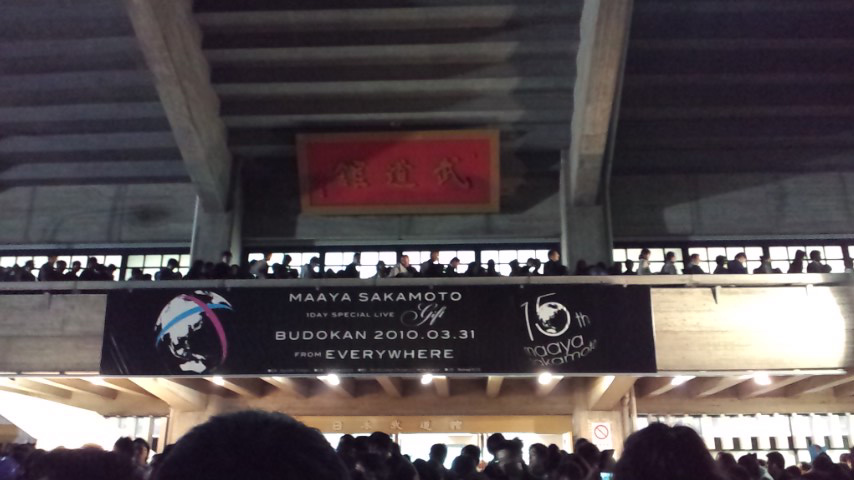 武道館
MAAYA SAKAMOTO
1DAY SPECIAL LIVE Gift
BUDOKAN 2010.03.31
FROM EVERYWHERE
15th
maaya
sakamoto
日本武道館